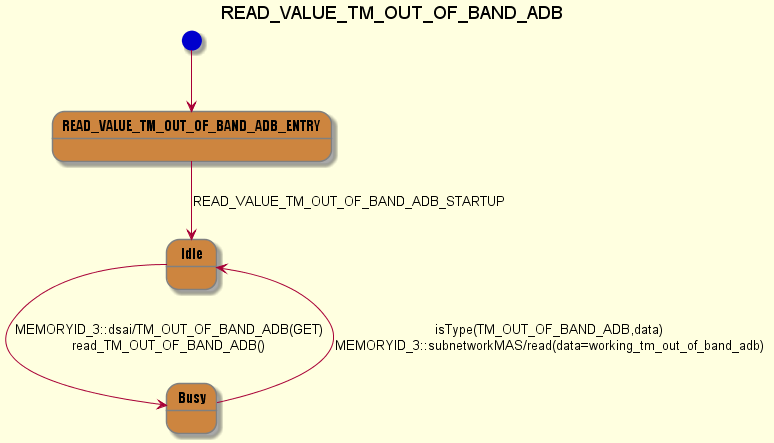 READ_VALUE_TM_OUT_OF_BAND_ADB
READ_VALUE_TM_OUT_OF_BAND_ADB_ENTRY
READ_VALUE_TM_OUT_OF_BAND_ADB_STARTUP
Idle
MEMORYID_3::dsai/TM_OUT_OF_BAND_ADB(GET)
read_TM_OUT_OF_BAND_ADB()
isType(TM_OUT_OF_BAND_ADB,data)
MEMORYID_3::subnetworkMAS/read(data=working_tm_out_of_band_adb)
Busy